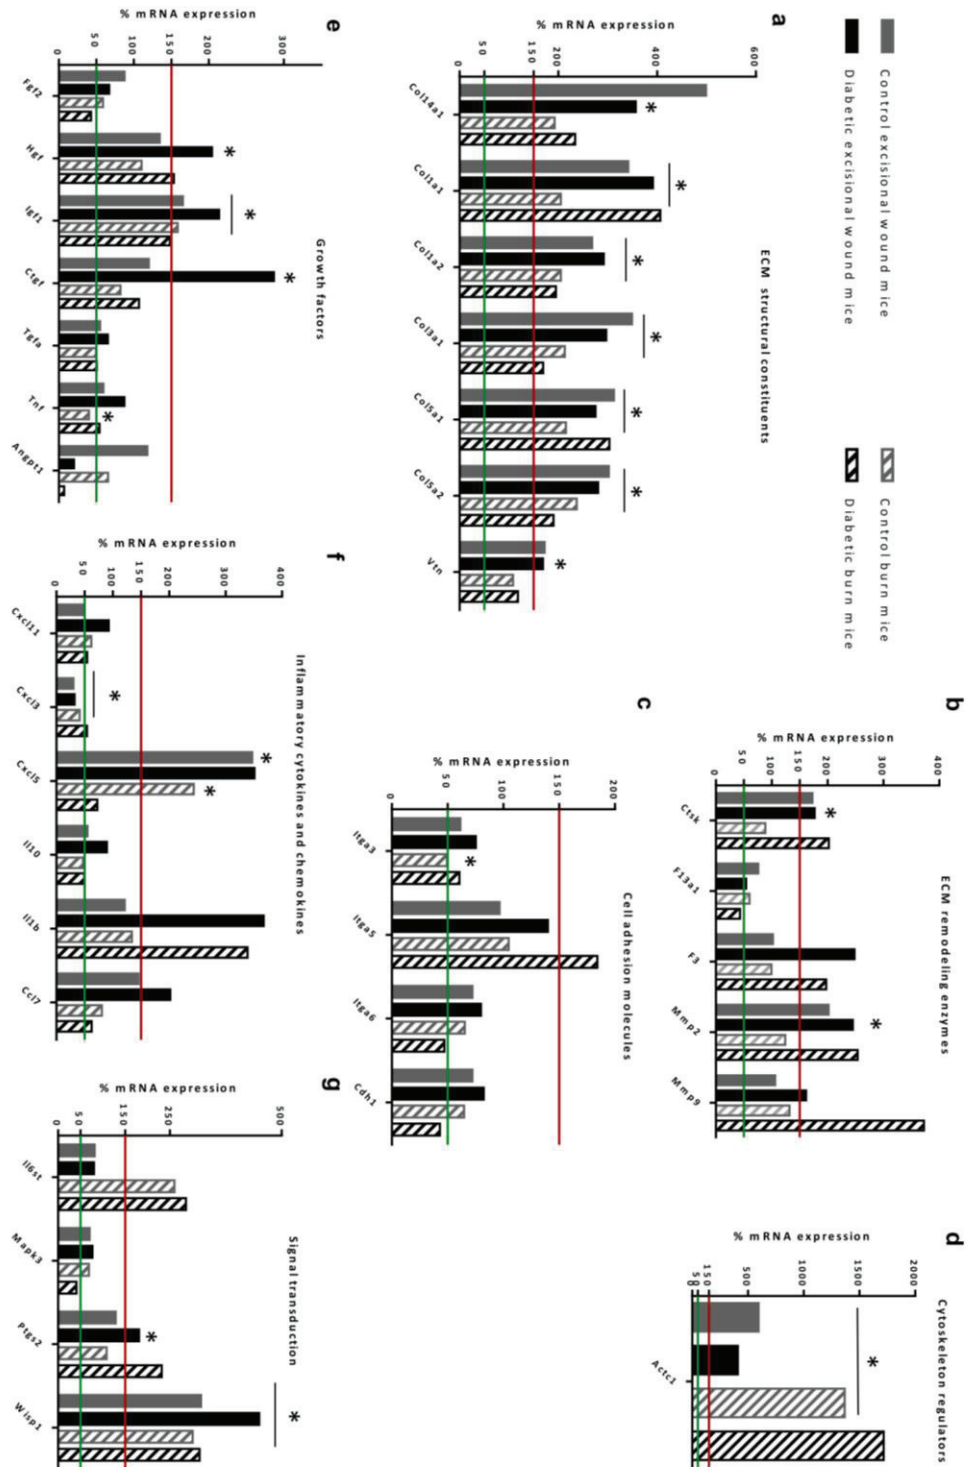 Control excisional wound mice
Diabetic excisional wound mice
Control burn mice
Diabetic burn mice
a
ECM structural constituents
% mRNA expression
600
400
200
150
50
0
Col14a1
Col1a1
Col1a2
Col3a1
Col5a1
Col5a2
Vtn
*
*
*
*
*
*
*
b
ECM remodeling enzymes
% mRNA expression
400
300
200
150
100
50
0
Ctsk
F13a1
F3
Mmp2
Mmp9
*
*
c
Cell adhesion molecules
% mRNA expression
200
150
100
50
0
Itga3
Itga5
Itga6
Cdh1
*
d
Cytoskeleton regulators
% mRNA expression
2000
1500
1000
500
150
50
0
Actc1
*
e
Growth factors
% mRNA expression
300
200
150
100
50
0
Fgf2
Hgf
Igf1
Ctgf
Tgfa
Tnf
Angpt1
*
*
*
*
f
Inflammatory cytokines and chemokines
% mRNA expression
400
300
200
150
100
50
0
Cxcl11
Cxcl3
Cxcl5
Il10
Il1b
Ccl7
*
*
*
g
Signal transduction
% mRNA expression
500
250
150
50
0
Il6st
Mapk3
Ptgs2
Wisp1
*
*